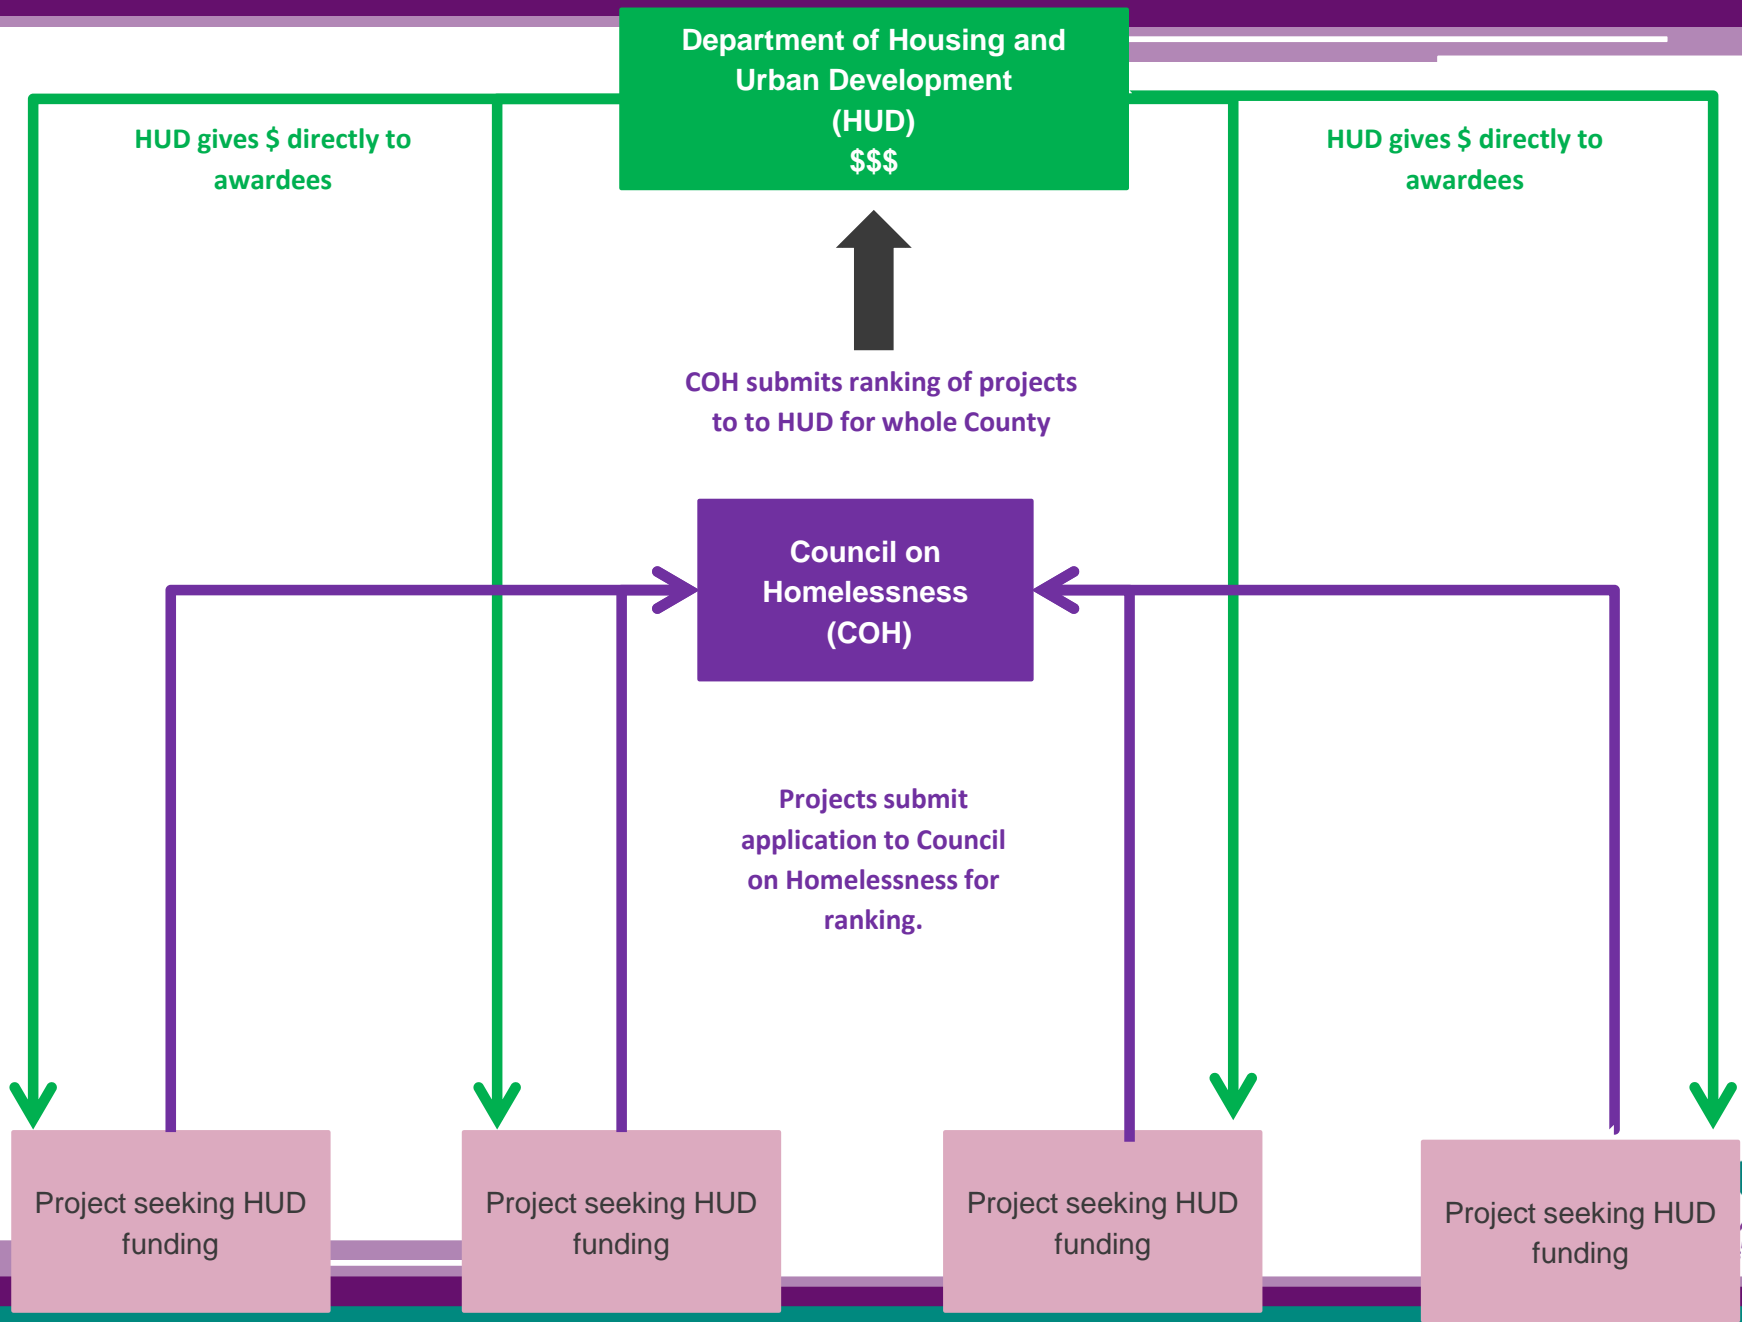 Department of Housing and
Urban Development
(HUD)
$$$
HUD gives $ directly to
awardees
HUD gives $ directly to
awardees
COH submits ranking of projects
to to HUD for whole County
Council on
Homelessness
(COH)
Projects submit
application to Council
on Homelessness for
ranking.
Project seeking HUD
funding
Project seeking HUD
funding
Project seeking HUD
funding
Project seeking HUD
funding